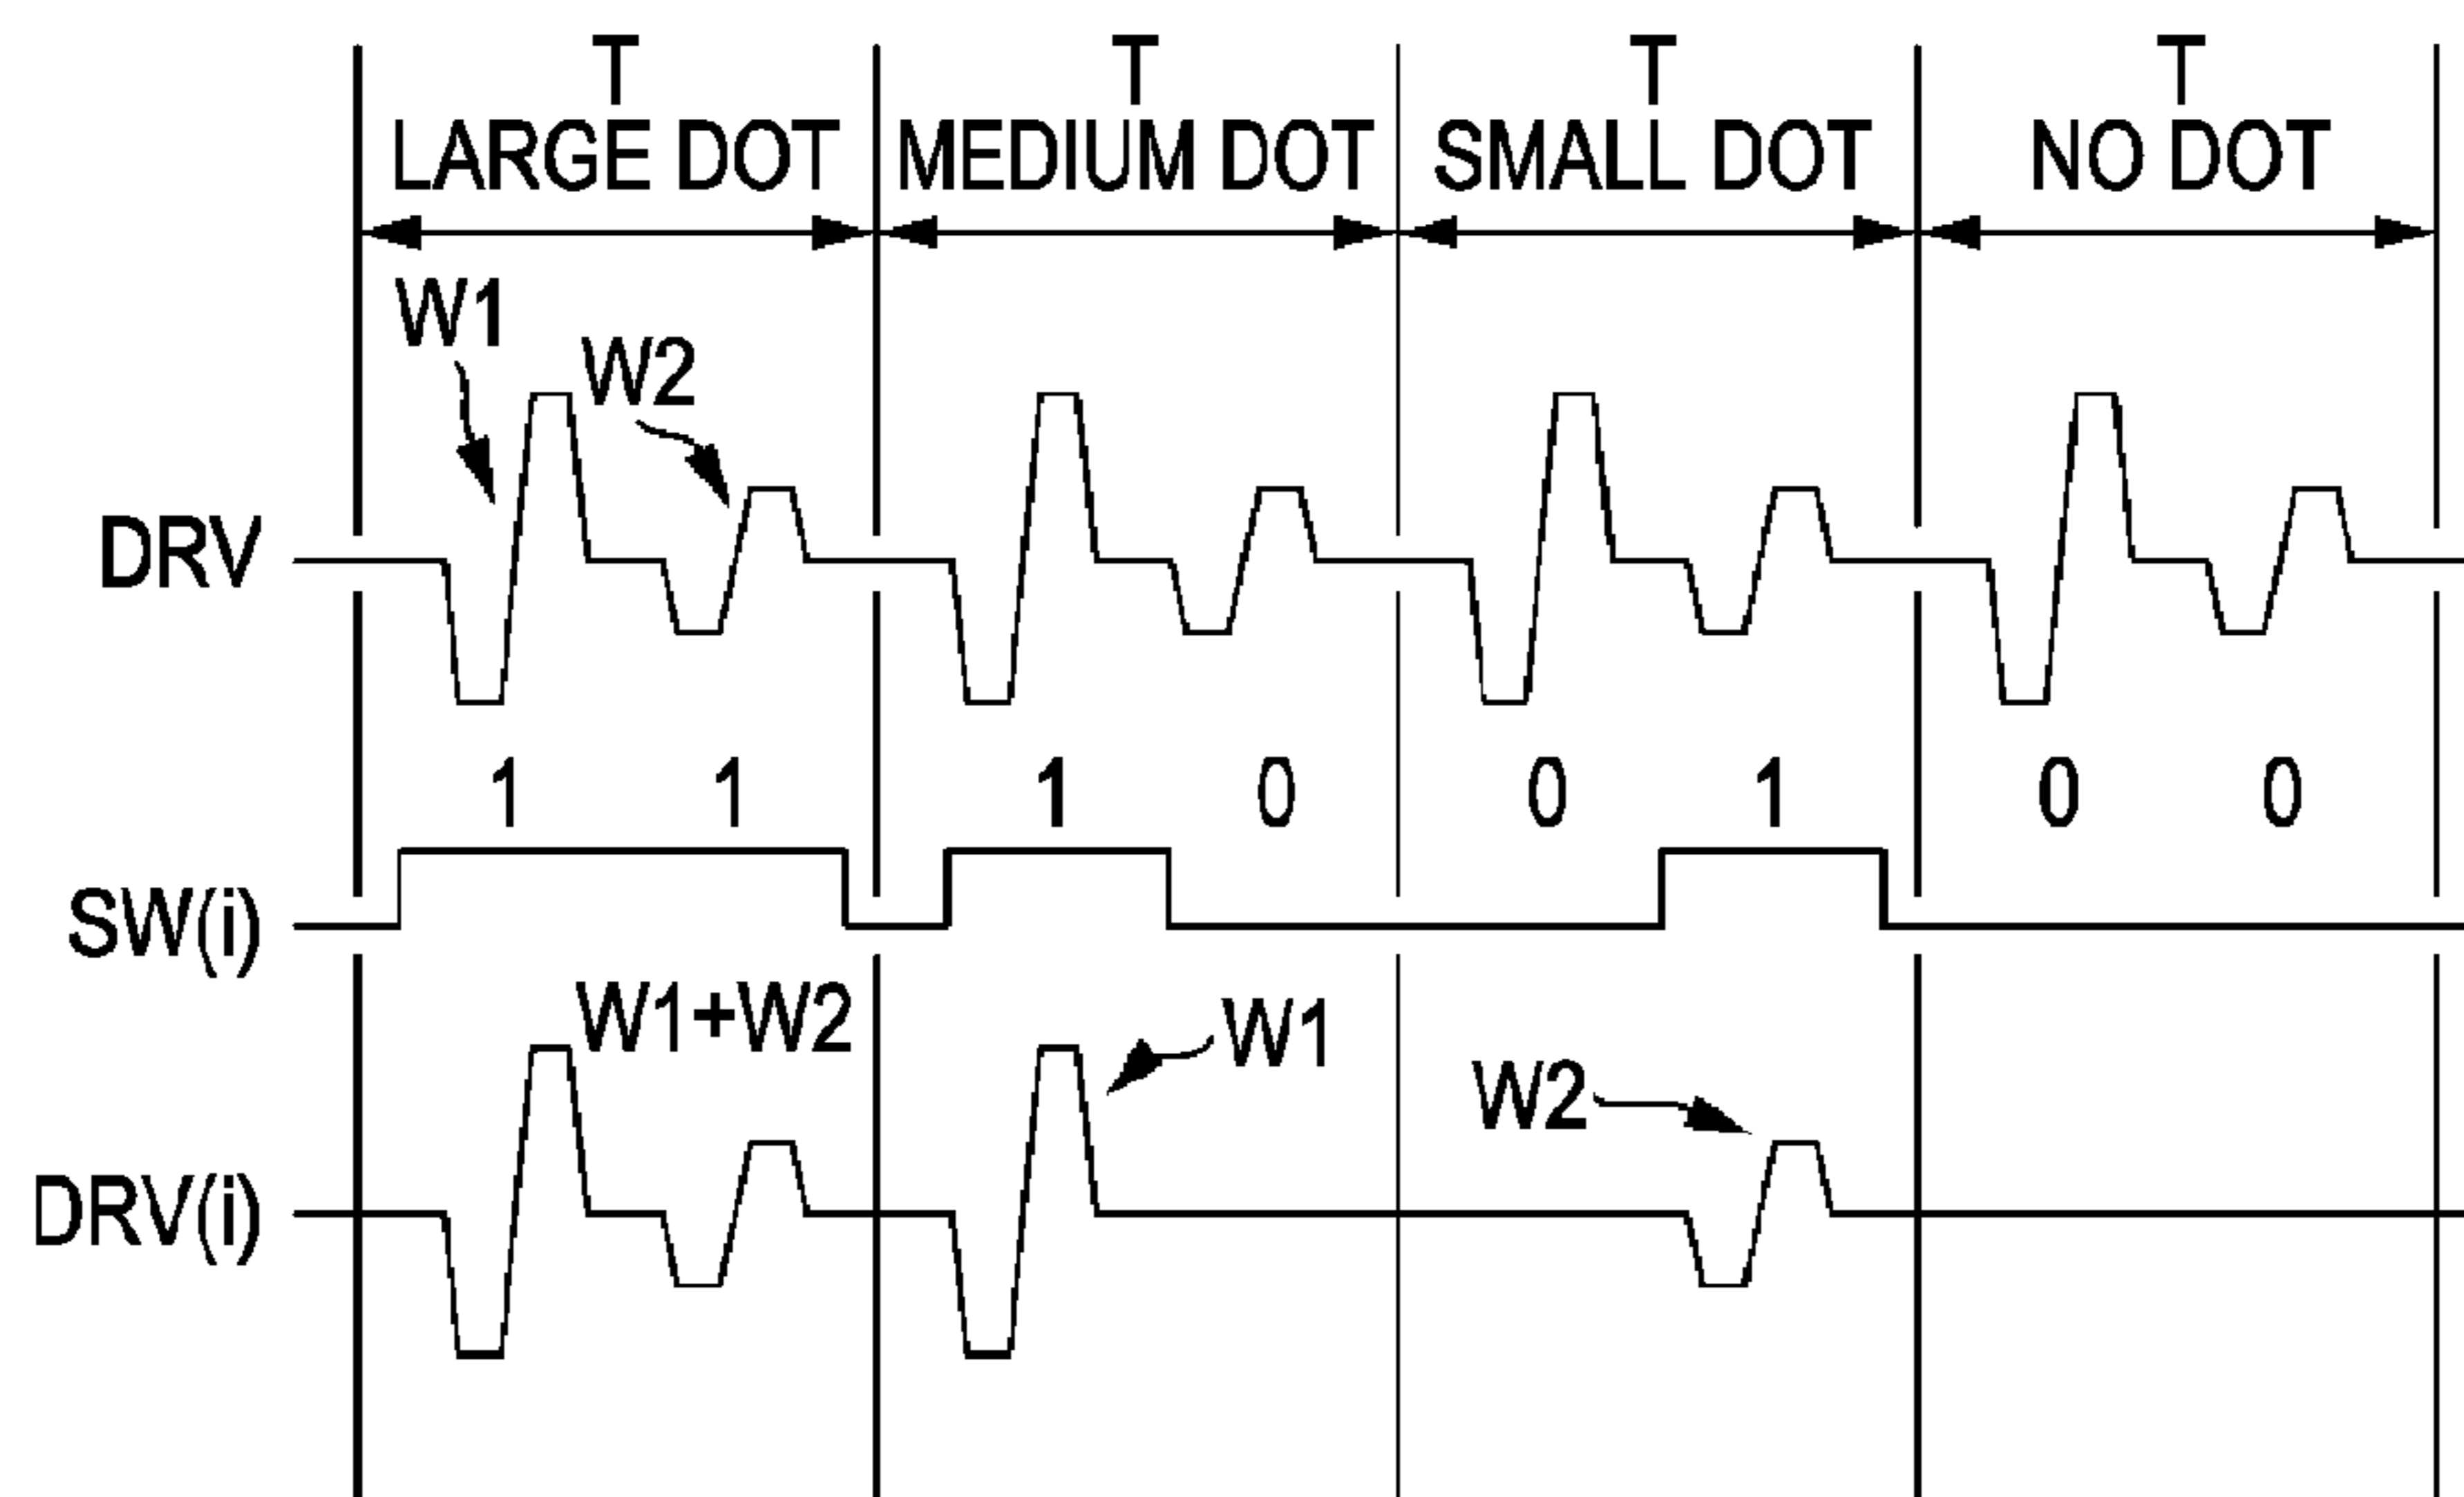 T T T T
LARGE DOT MEDIUM DOT SMALL DOT NO DOT
W1
W2
DRV
1 1 1 0 0 1 0 0
SW(i)
W1+W2
W1
W2
DRV(i)